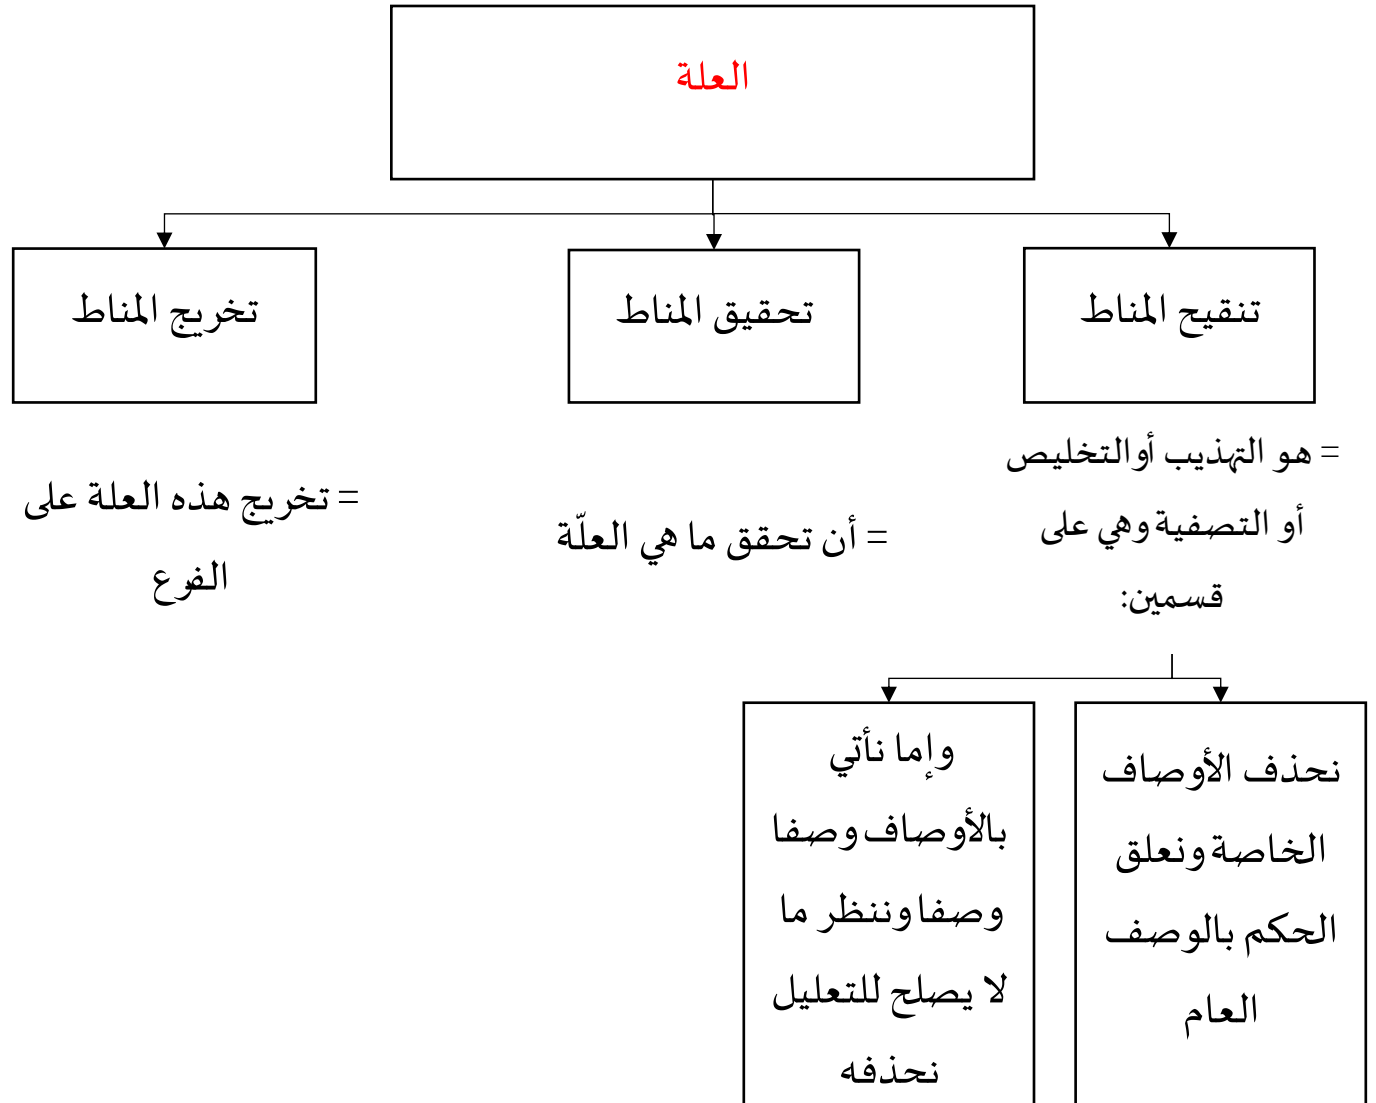 العلة
تنقيح المناط
تحقيق المناط
تخريج المناط
= هو التهذيب أوالتخليص
أو التصفية وهي على
قسمين:
= أن تحقق ما هي العلّة
= تخريج هذه العلة على
الفرع
نحذف الأوصاف
الخاصة ونعلق
الحكم بالوصف
العام
وإما نأتي
بالأوصاف وصفا
وصفا وننظر ما
لا يصلح للتعليل
نحذفه